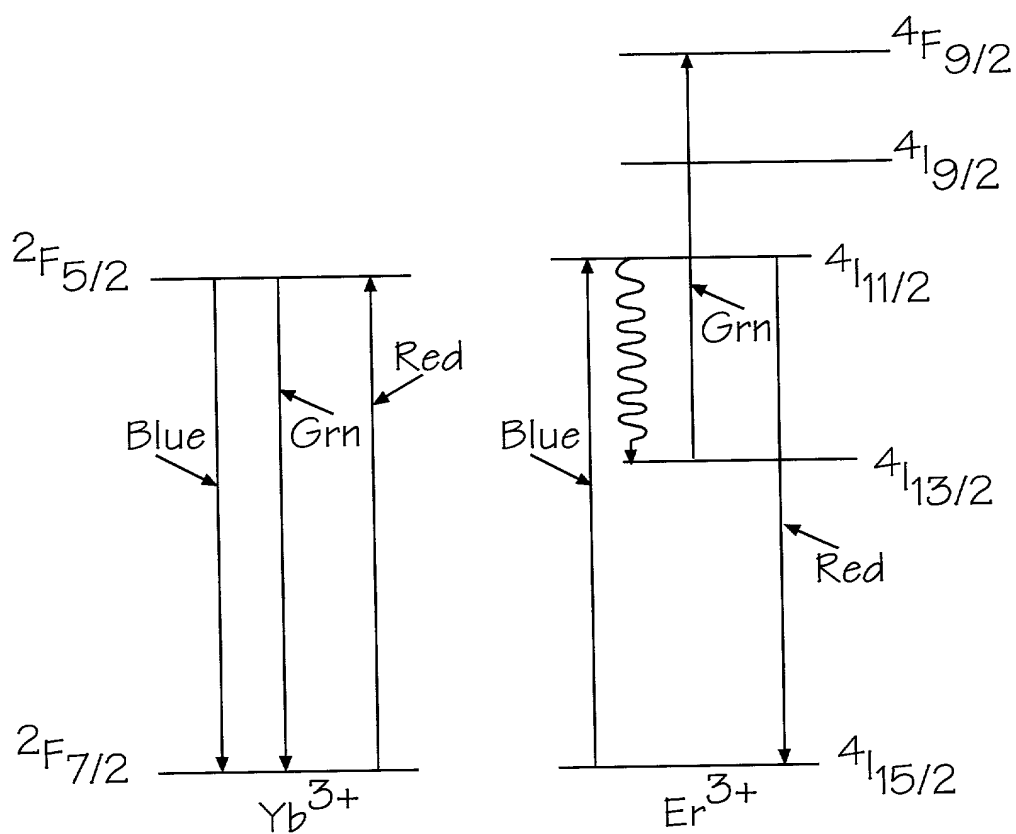 ⁴F₉/₂
⁴I₉/₂
²F₅/₂
⁴I₁₁/₂
Grn
Red
Blue
Grn
Blue
⁴I₁₃/₂
Red
²F₇/₂
⁴I₁₅/₂
Yb³⁺
Er³⁺